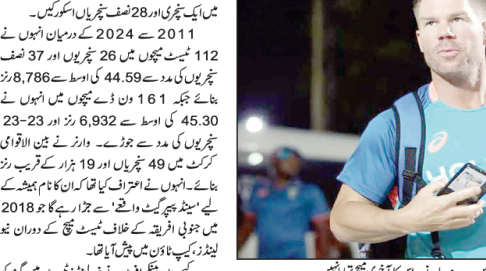 میں ایک سنچری اور 28 نصف سنچریاں اسکور کیں۔
2011 سے 2024 کے درمیان انہوں نے
112 ٹیسٹ میچوں میں 26 سنچریوں اور 37 نصف
سنچریوں کی مدد سے 44.59 کی اوسط سے 8,786 رنز
بنائے جبکہ 161 ون ڈے میچوں میں انہوں نے
45.30 کی اوسط سے 6,932 رنز اور 23-23
سنچریوں کی مدد سے جوڑے۔ وارنر نے بین الاقوامی
کرکٹ میں 49 سنچریاں اور 19 ہزار کے قریب رنز
بنائے۔ انہوں نے اعتراف کیا تھا کہ ان کا نام ہمیشہ کے
لیے 'سینڈ پیپر گیٹ واقعے' سے جڑا رہے گا جو 2018
میں جنوبی افریقہ کے خلاف ٹیسٹ میچ کے دوران نیو
لینڈز، کیپ ٹاؤن میں پیش آیا تھا۔